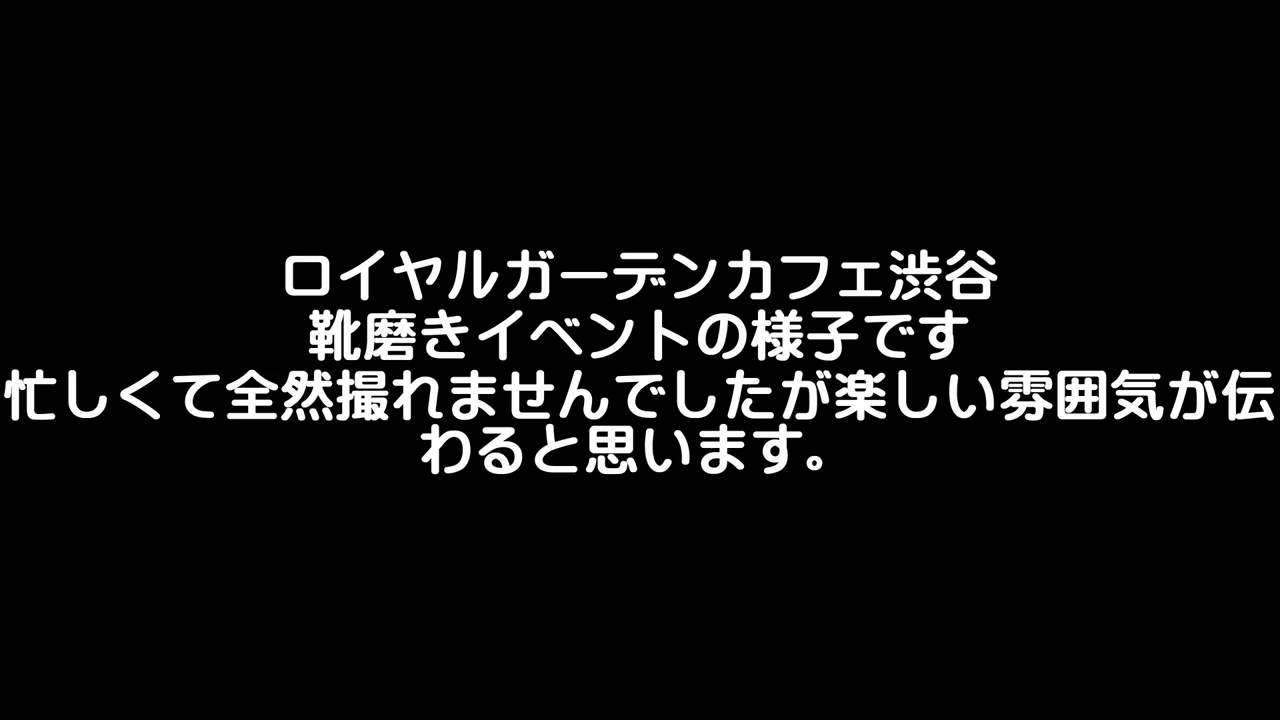 ロイヤルガーデンカフェ渋谷
靴磨きイベントの様子です
忙しくて全然撮れませんでしたが楽しい雰囲気が伝
わると思います。